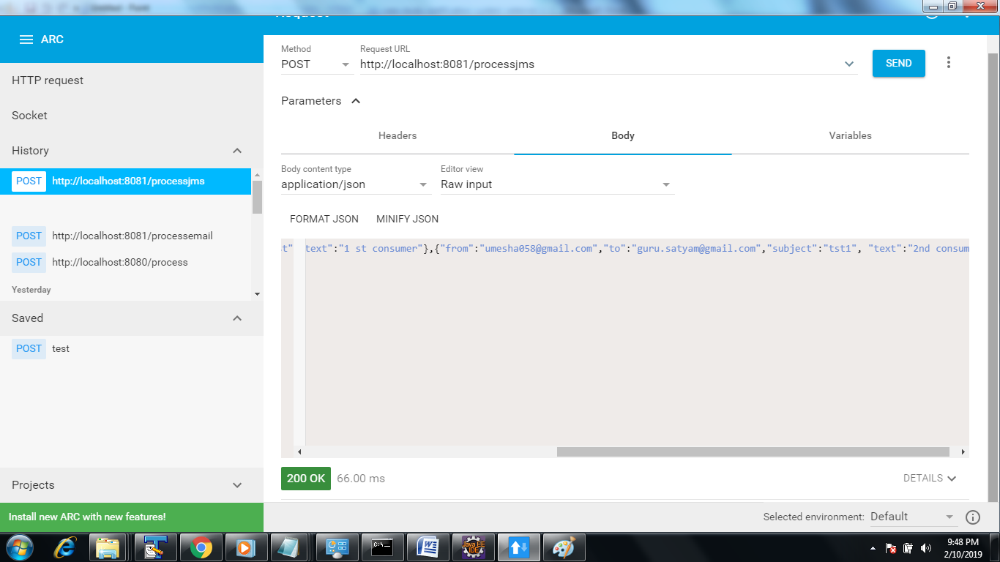 Request
ARC
HTTP request
Socket
History
POST http://localhost:8081/processjms
POST http://localhost:8081/processemail
POST http://localhost:8080/process
Yesterday
Saved
POST test
Projects
Install new ARC with new features!
Method
POST
Request URL
http://localhost:8081/processjms
SEND
Parameters
Headers
Body
Variables
Body content type
application/json
Editor view
Raw input
FORMAT JSON
MINIFY JSON
t" text":"1 st consumer"},{"from":"umesha058@gmail.com","to":"guru.satyam@gmail.com","subject":"tst1", "text":"2nd consum
200 OK
66.00 ms
DETAILS
Selected environment: Default
Java EE
IDE
9:48 PM
2/10/2019